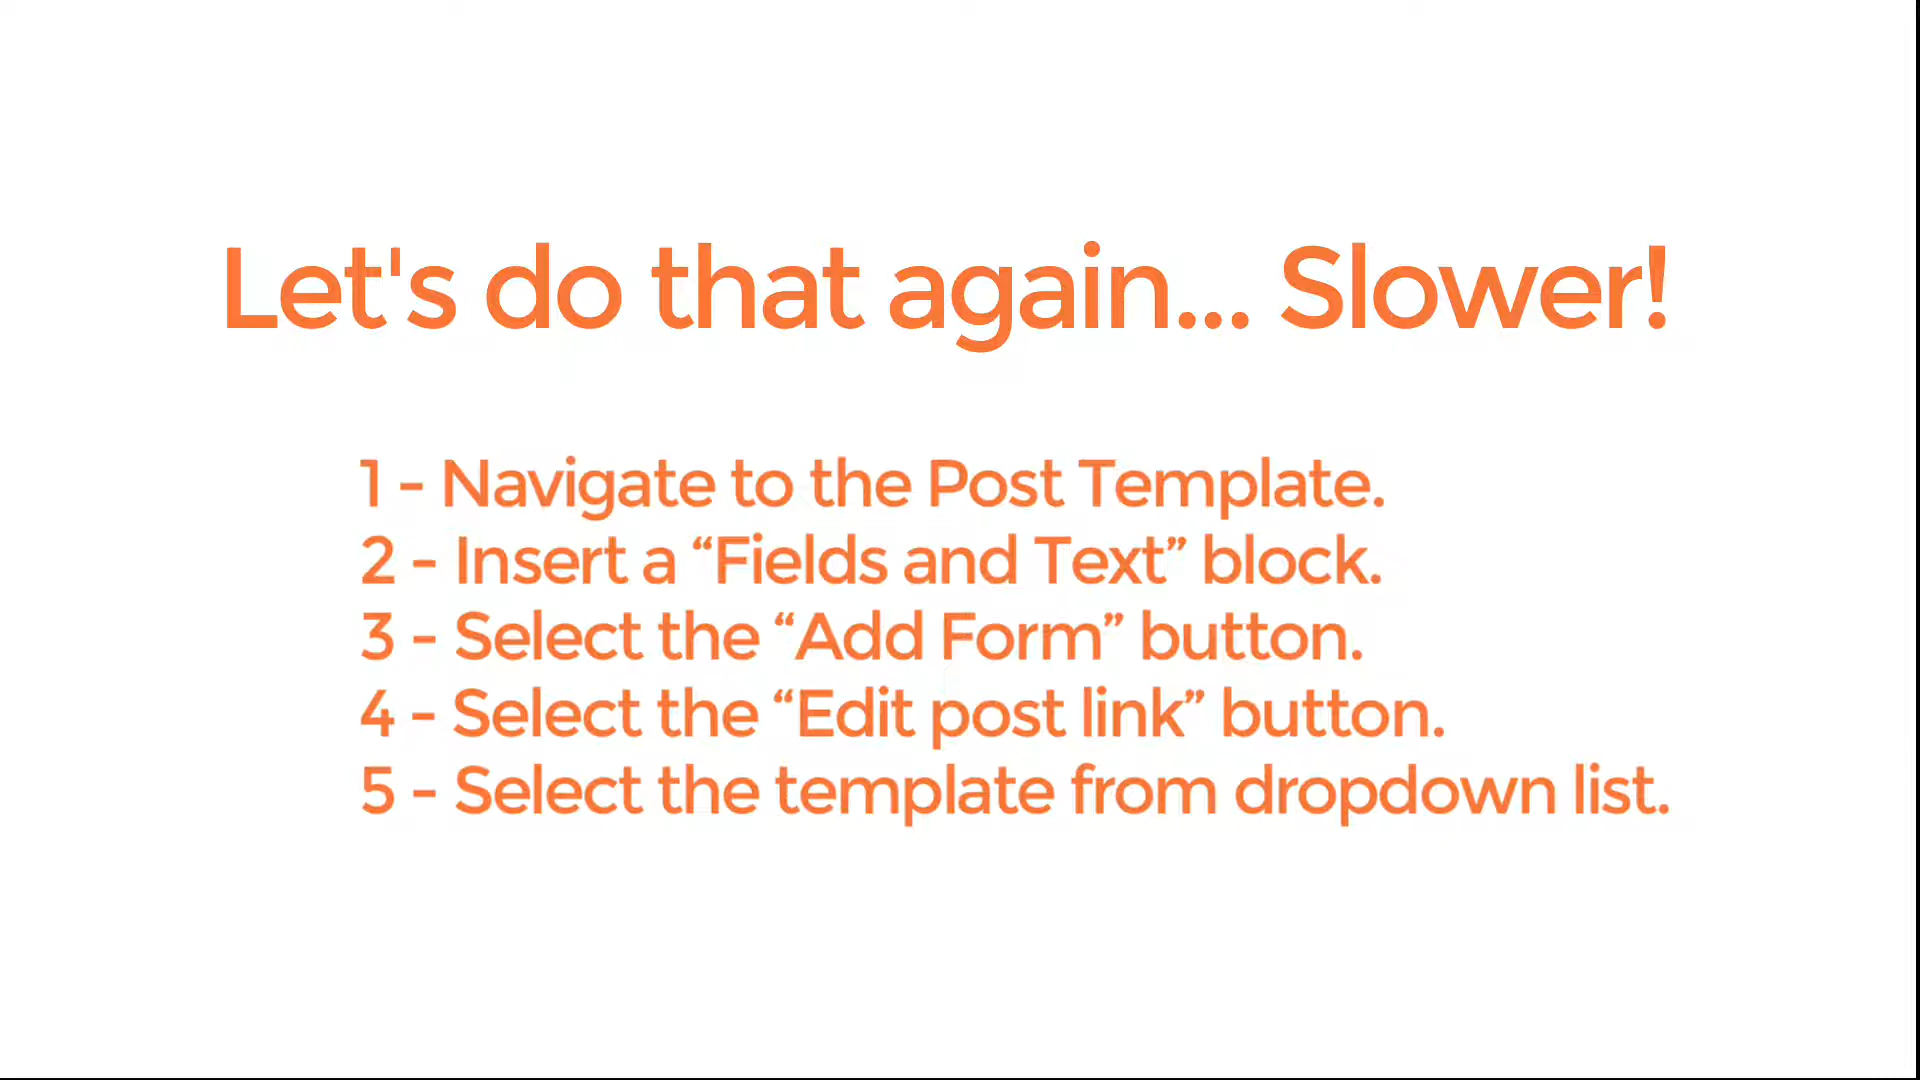 Let's do that again... Slower!
1 - Navigate to the Post Template.
2 - Insert a “Fields and Text” block.
3 - Select the “Add Form” button.
4 - Select the “Edit post link” button.
5 - Select the template from dropdown list.